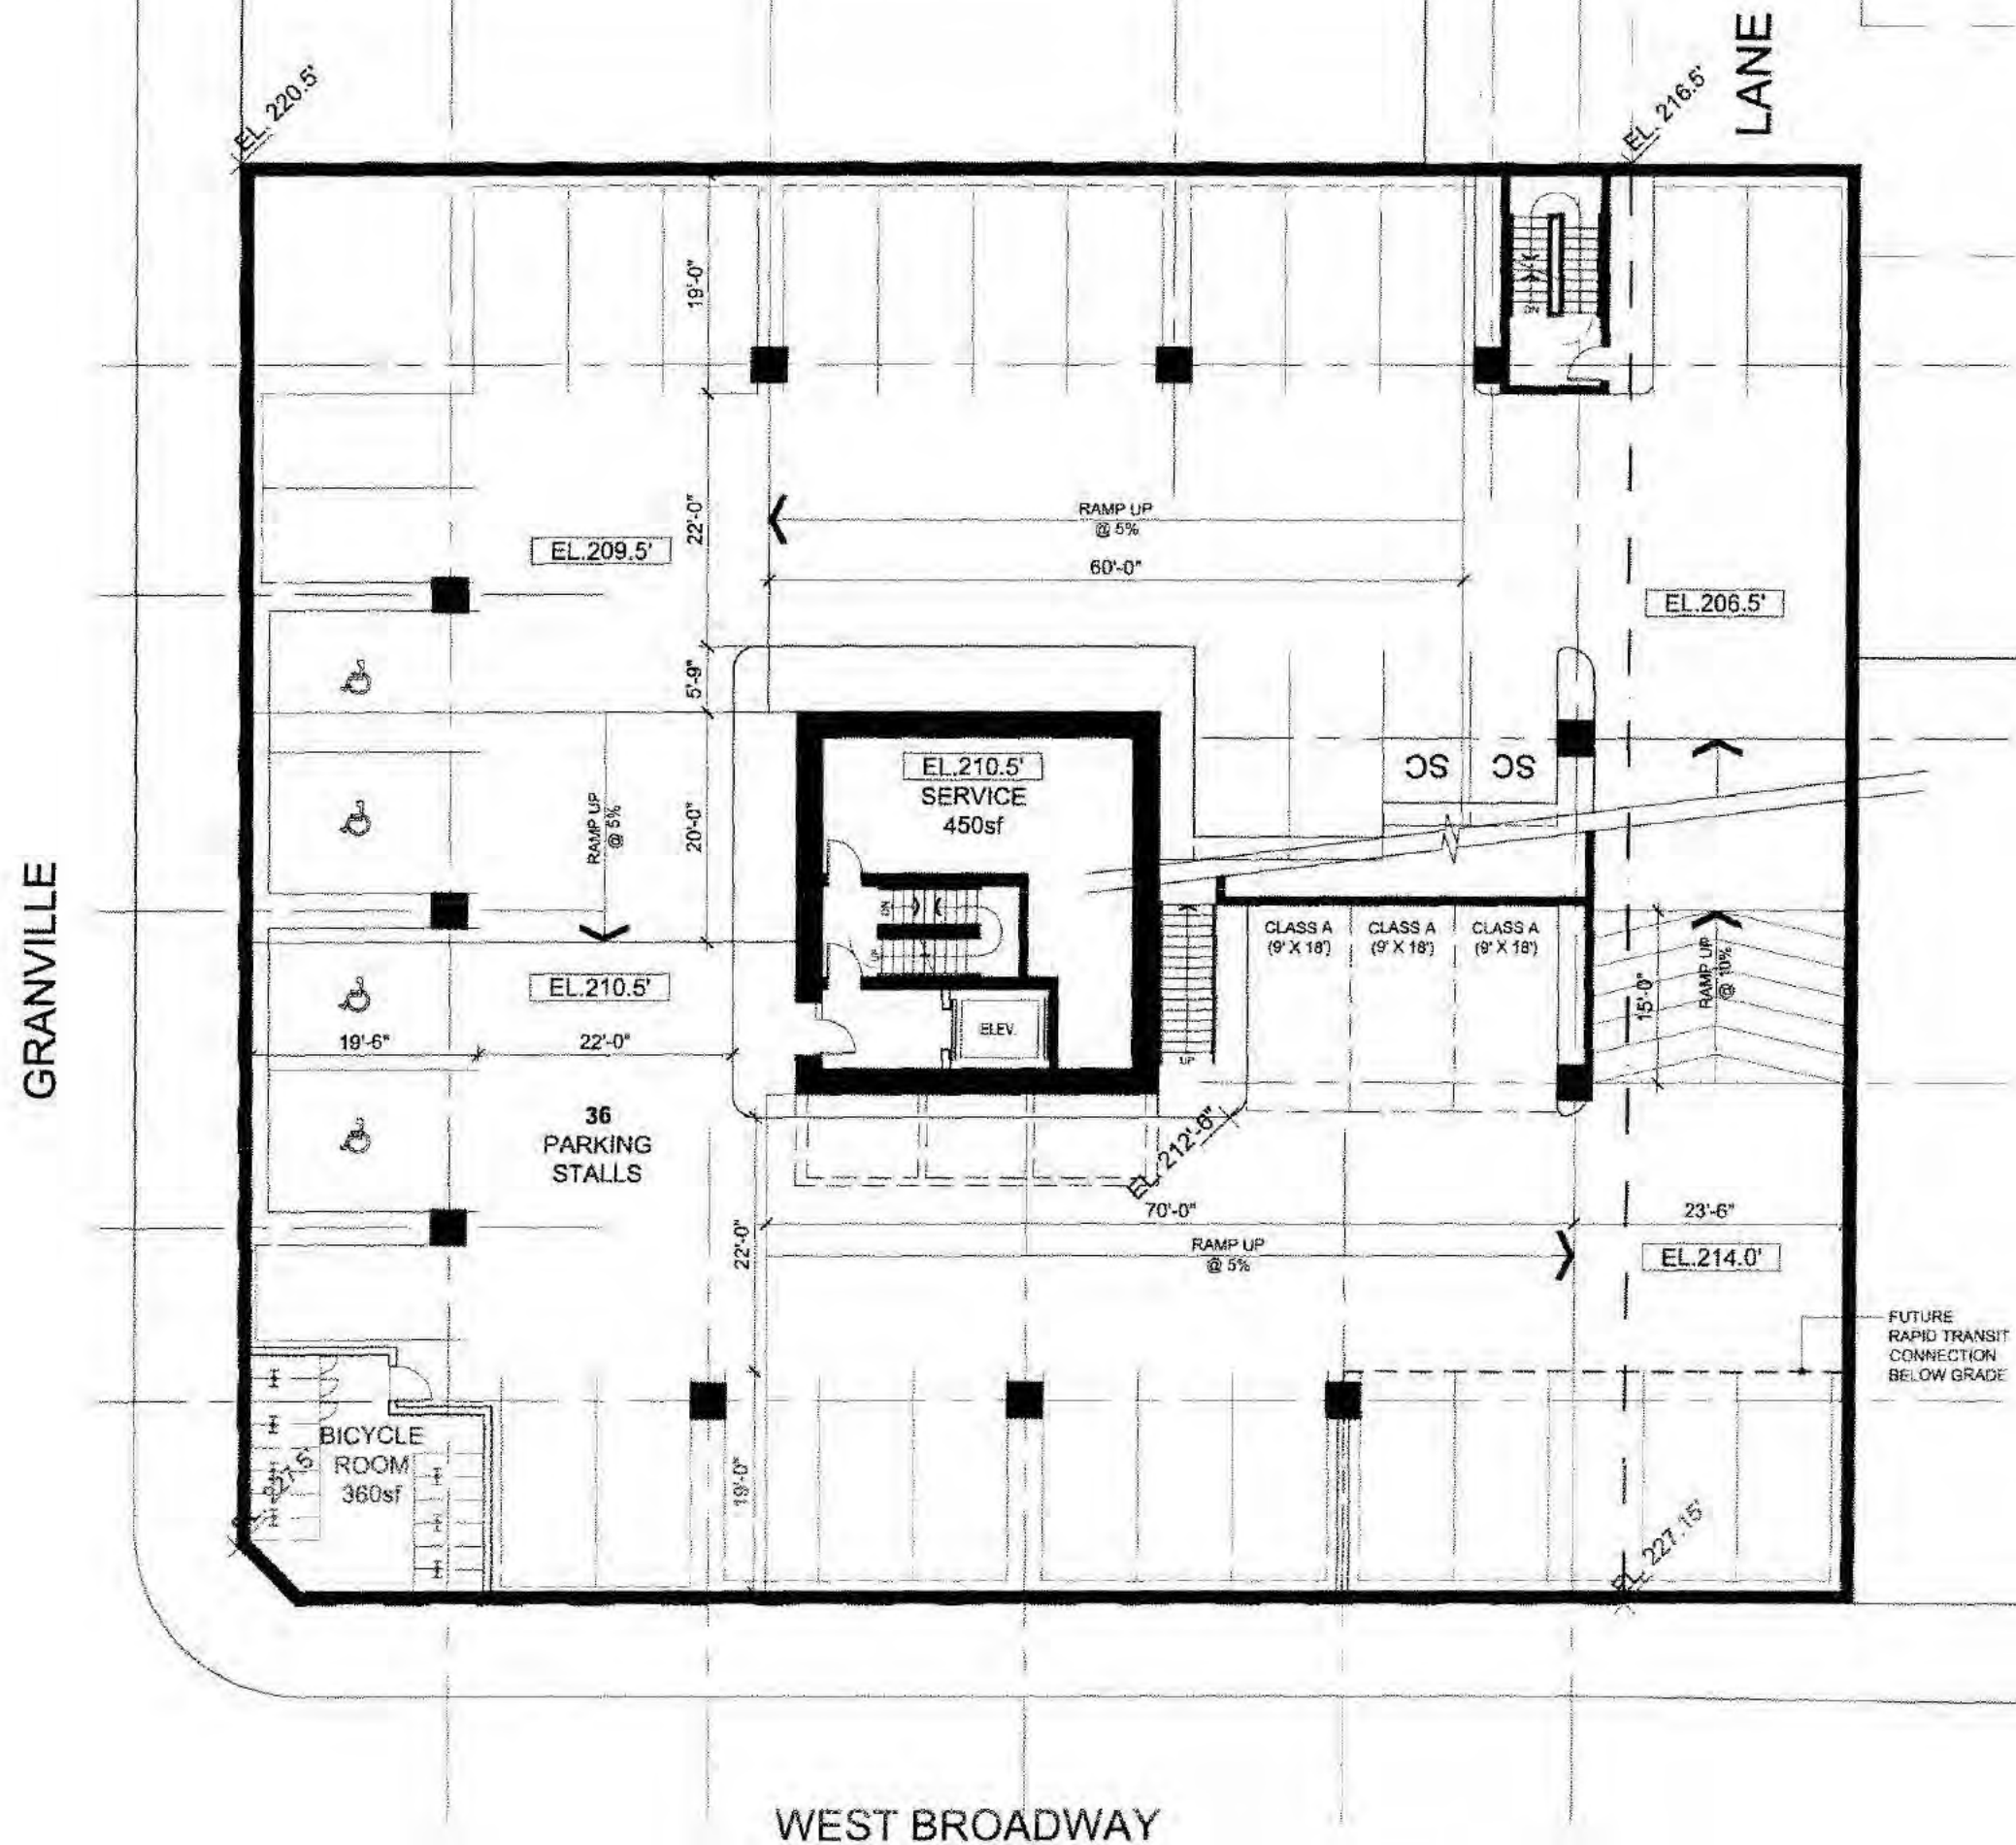 LANE
EL. 220.5'
EL. 216.5'
19'-0"
22'-0"
RAMP UP
@ 5%
60'-0"
EL.209.5'
EL.206.5'
5'-9"
EL.210.5'
SERVICE
450sf
SC
SC
RAMP UP
@ 5%
20'-0"
DN
UP
CLASS A
(9' X 18')
CLASS A
(9' X 18')
CLASS A
(9' X 18')
RAMP UP
@ 10%
15'-0"
EL.210.5'
ELEV.
UP
19'-6"
22'-0"
GRANVILLE
36
PARKING
STALLS
EL. 212'-6"
70'-0"
23'-6"
22'-0"
RAMP UP
@ 5%
EL.214.0'
FUTURE
RAPID TRANSIT
CONNECTION
BELOW GRADE
BICYCLE
ROOM
360sf
19'-0"
EL. 227.15'
WEST BROADWAY